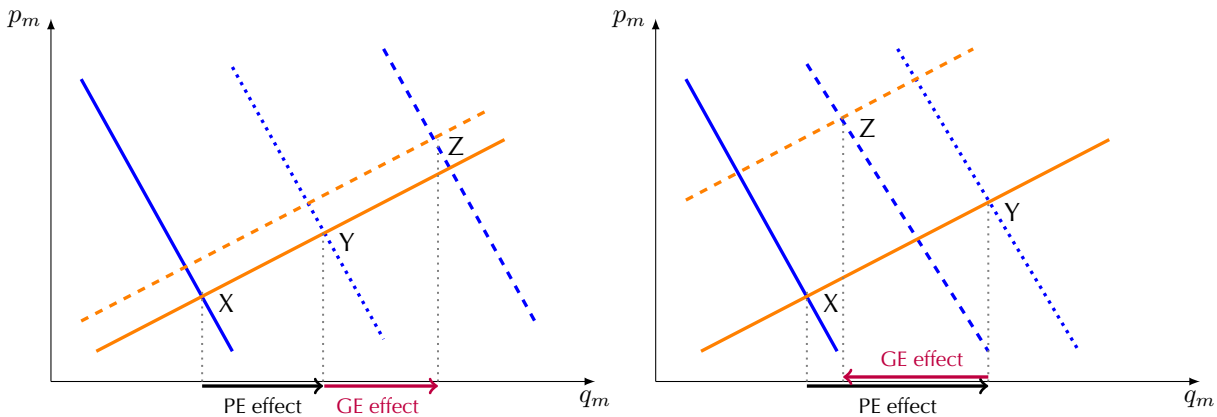 p_m
Z
Y
X
q_m
PE effect
GE effect
p_m
Z
Y
X
GE effect
q_m
PE effect